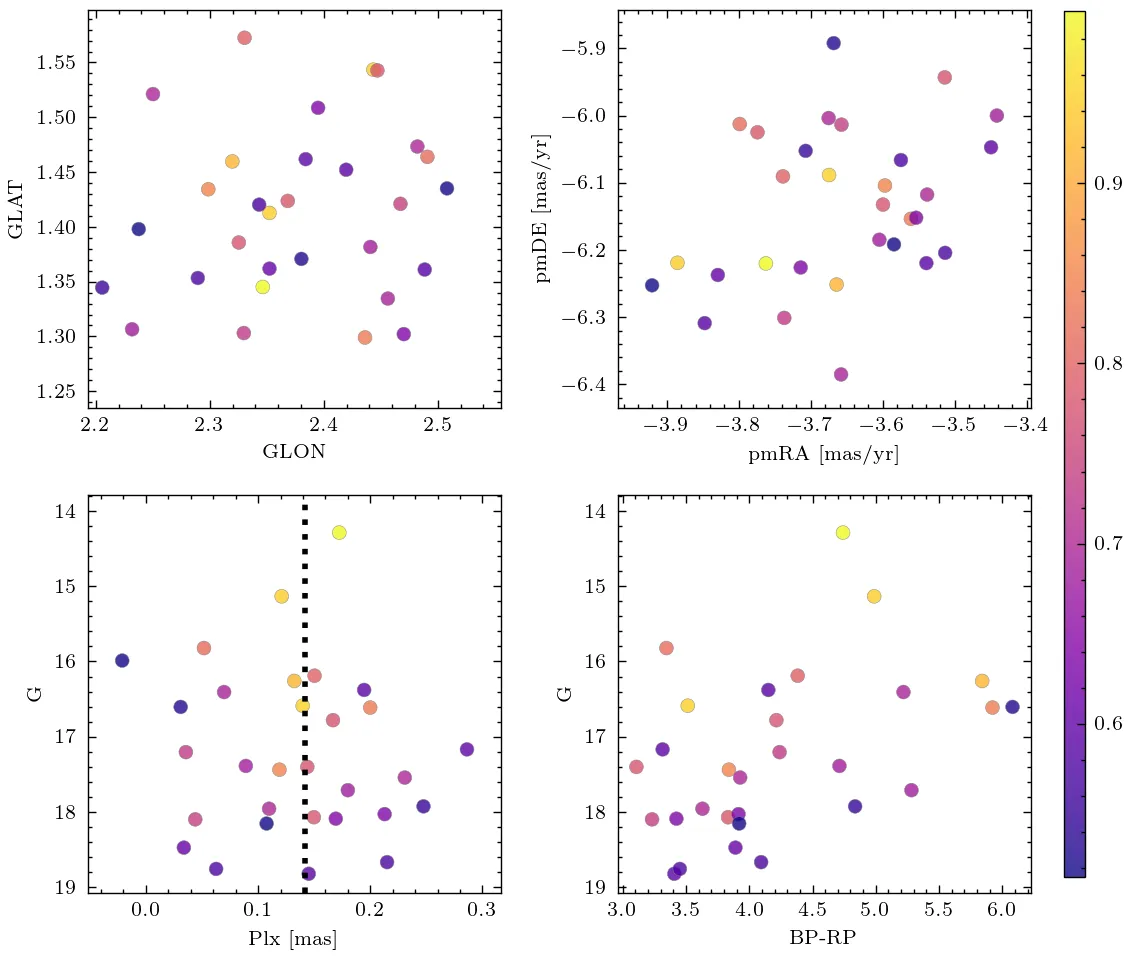 1.55
1.50
1.45
1.40
1.35
1.30
1.25
GLAT
2.2 2.3 2.4 2.5
GLON
−5.9
−6.0
−6.1
−6.2
−6.3
−6.4
pmDE [mas/yr]
−3.9 −3.8 −3.7 −3.6 −3.5 −3.4
pmRA [mas/yr]
14
15
16
17
18
19
G
0.0 0.1 0.2 0.3
Plx [mas]
14
15
16
17
18
19
G
3.0 3.5 4.0 4.5 5.0 5.5 6.0
BP-RP
0.9
0.8
0.7
0.6